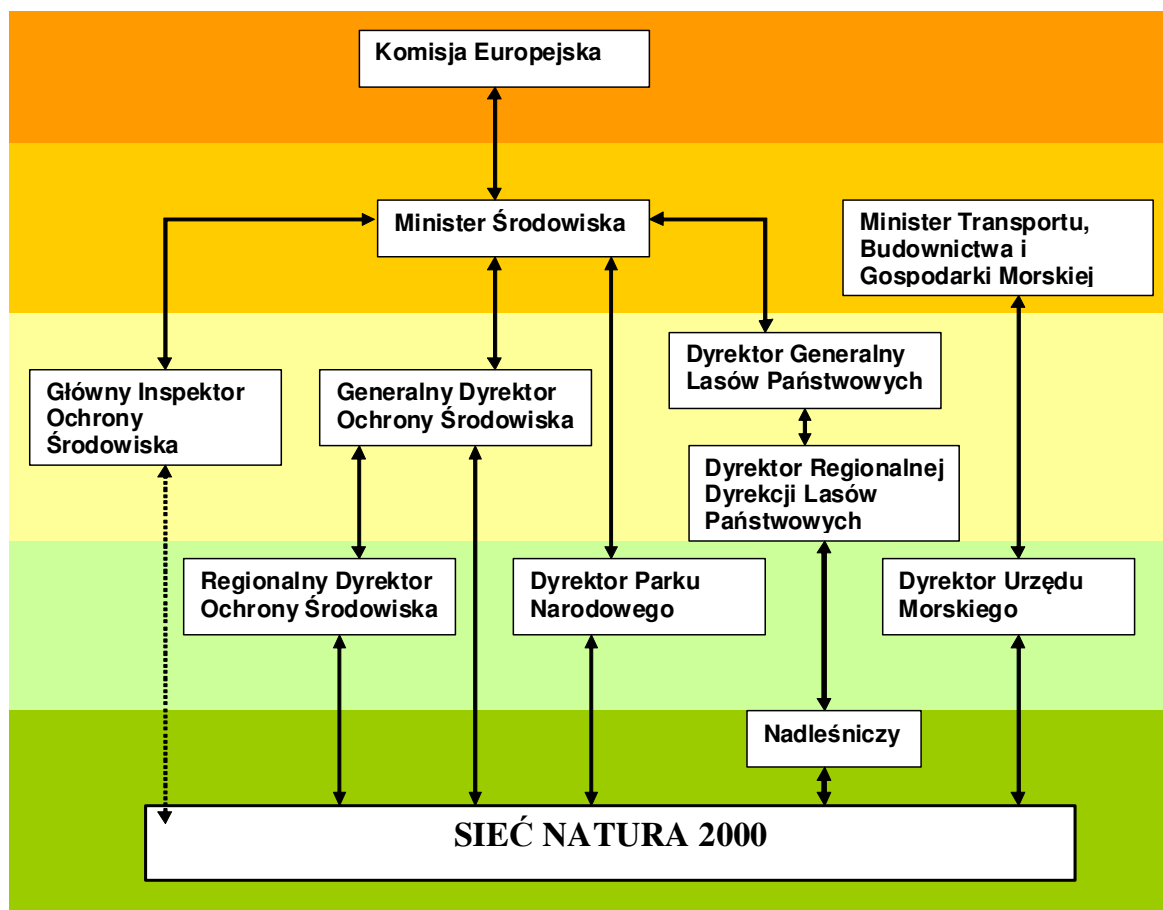 Komisja Europejska
Minister Środowiska
Minister Transportu,
Budownictwa i
Gospodarki Morskiej
Dyrektor Generalny
Lasów Państwowych
Główny Inspektor
Ochrony
Środowiska
Generalny Dyrektor
Ochrony Środowiska
Dyrektor Regionalnej
Dyrekcji Lasów
Państwowych
Regionalny Dyrektor
Ochrony Środowiska
Dyrektor Parku
Narodowego
Dyrektor Urzędu
Morskiego
Nadleśniczy
SIEĆ NATURA 2000